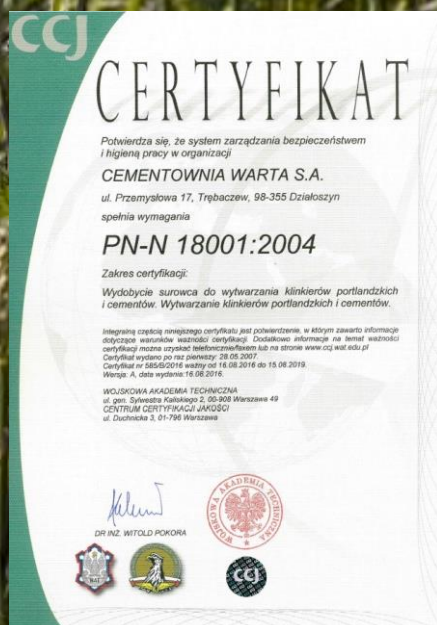 CCJ
CERTYFIKAT
Potwierdza się, że system zarządzania bezpieczeństwem
i higieną pracy w organizacji
CEMENTOWNIA WARTA S.A.
ul. Przemysłowa 17, Trębaczew, 98-355 Działoszyn
spełnia wymagania
PN-N 18001:2004
Zakres certyfikacji:
Wydobycie surowca do wytwarzania klinkierów portlandzkich
i cementów. Wytwarzanie klinkierów portlandzkich i cementów.
Integralną częścią niniejszego certyfikatu jest potwierdzenie, w którym zawarto informacje
dotyczące warunków ważności certyfikacji. Dodatkowo informacje na temat ważności
certyfikacji można uzyskać telefonicznie/faxem lub na stronie www.ccj.wat.edu.pl
Certyfikat wydano po raz pierwszy: 28.05.2007.
Certyfikat nr 585/B/2016 ważny od 16.08.2016 do 15.08.2019.
Wersja: A, data wydania:16.08.2016.
WOJSKOWA AKADEMIA TECHNICZNA
ul. gen. Sylwestra Kaliskiego 2, 00-908 Warszawa 49
CENTRUM CERTYFIKACJI JAKOŚCI
ul. Duchnicka 3, 01-796 Warszawa
DR INŻ. WITOLD POKORA
WOJSKOWA AKADEMIA TECHNICZNA
WAT
CCJ